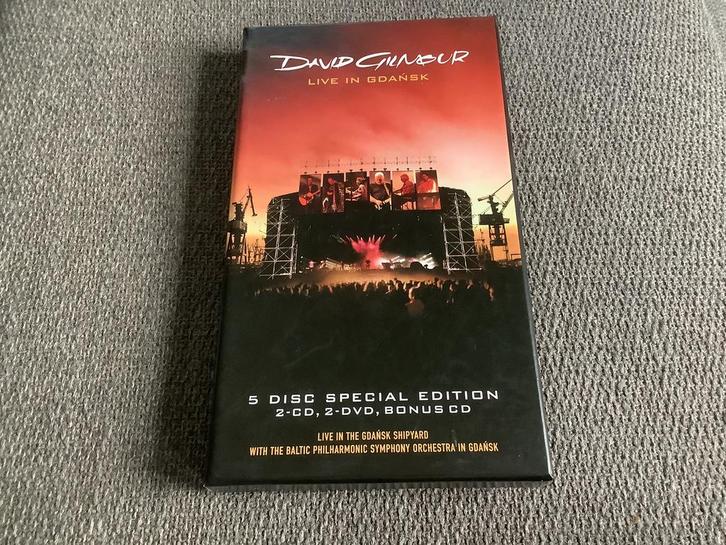 DAVID GILMOUR
LIVE IN GDAŃSK
5 DISC SPECIAL EDITION
2-CD, 2-DVD, BONUS CD
LIVE IN THE GDAŃSK SHIPYARD
WITH THE BALTIC PHILHARMONIC SYMPHONY ORCHESTRA IN GDAŃSK